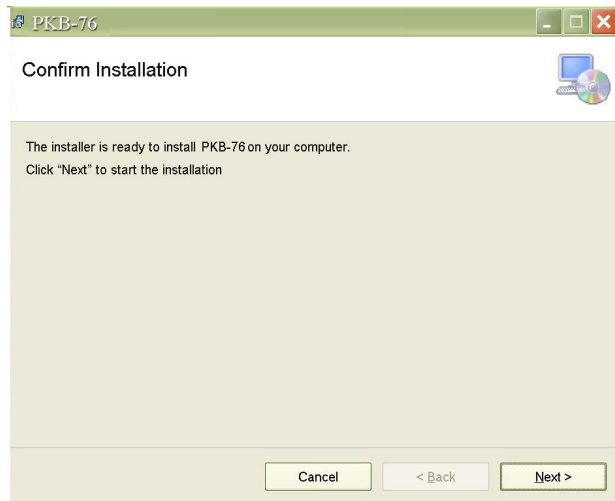 PKB-76
Confirm Installation
The installer is ready to install PKB-76 on your computer.
Click “Next” to start the installation
Cancel
< Back
Next >